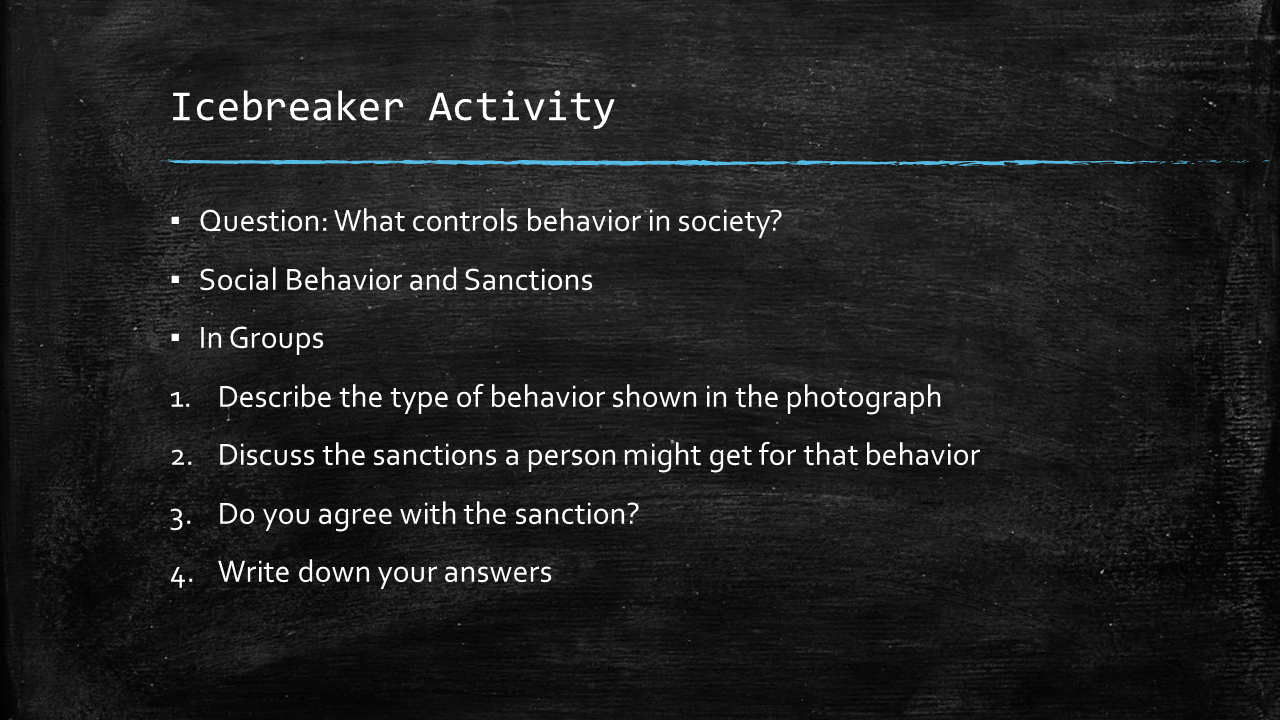 Icebreaker Activity
▪ Question: What controls behavior in society?
▪ Social Behavior and Sanctions
▪ In Groups
1. Describe the type of behavior shown in the photograph
2. Discuss the sanctions a person might get for that behavior
3. Do you agree with the sanction?
4. Write down your answers